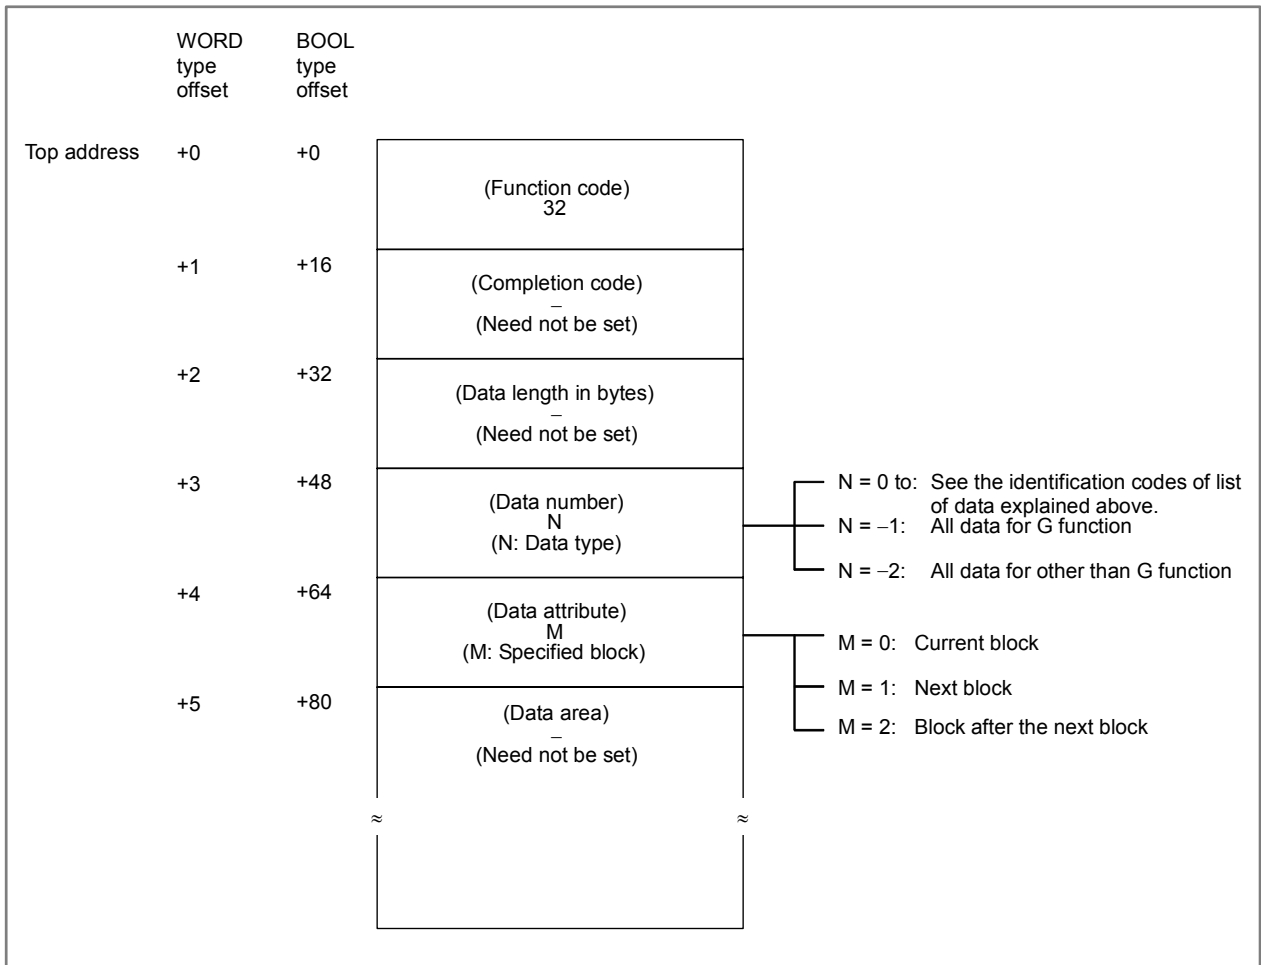 WORD type offset
BOOL type offset
Top address +0 +0
(Function code)
32
+1 +16
(Completion code)
–
(Need not be set)
+2 +32
(Data length in bytes)
–
(Need not be set)
+3 +48
(Data number)
N
(N: Data type)
N = 0 to: See the identification codes of list
of data explained above.
N = –1: All data for G function
N = –2: All data for other than G function
+4 +64
(Data attribute)
M
(M: Specified block)
M = 0: Current block
M = 1: Next block
M = 2: Block after the next block
+5 +80
(Data area)
–
(Need not be set)
≈ ≈